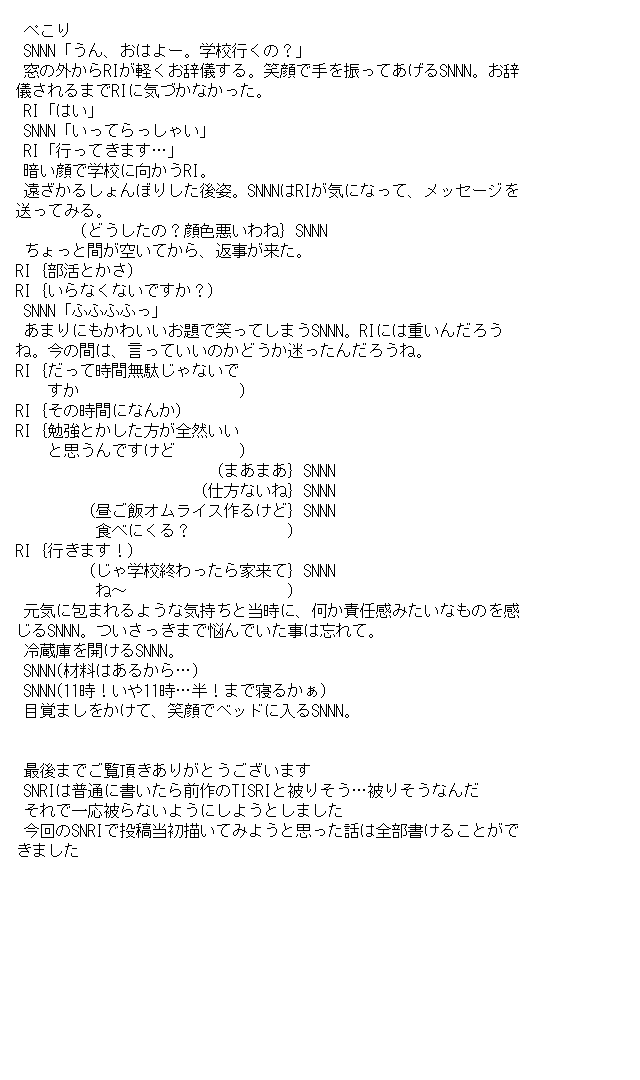 ぺこり
SNNN「うん、おはよー。学校行くの？」
窓の外からRIが軽くお辞儀する。笑顔で手を振ってあげるSNNN。お辞
儀されるまでRIに気づかなかった。
RI「はい」
SNNN「いってらっしゃい」
RI「行ってきます…」
暗い顔で学校に向かうRI。
遠ざかるしょんぼりした後姿。SNNNはRIが気になって、メッセージを
送ってみる。
(どうしたの？顔色悪いわね} SNNN
ちょっと間が空いてから、返事が来た。
RI {部活とかさ)
RI {いらなくないですか？)
SNNN「ふふふふっ」
あまりにもかわいいお題で笑ってしまうSNNN。RIには重いんだろう
ね。今の間は、言っていいのかどうか迷ったんだろうね。
RI {だって時間無駄じゃないで
すか )
RI {その時間になんか)
RI {勉強とかした方が全然いい
と思うんですけど )
(まあまあ} SNNN
(仕方ないね} SNNN
(昼ご飯オムライス作るけど} SNNN
食べにくる？ )
RI {行きます！)
(じゃ学校終わったら家来て} SNNN
ね～ )
元気に包まれるような気持ちと当時に、何か責任感みたいなものを感
じるSNNN。ついさっきまで悩んでいた事は忘れて。
冷蔵庫を開けるSNNN。
SNNN(材料はあるから…)
SNNN(11時！いや11時…半！まで寝るかぁ)
目覚ましをかけて、笑顔でベッドに入るSNNN。
最後までご覧頂きありがとうございます
SNRIは普通に書いたら前作のTISRIと被りそう…被りそうなんだ
それで一応被らないようにしようとしました
今回のSNRIで投稿当初描いてみようと思った話は全部書けることがで
きました